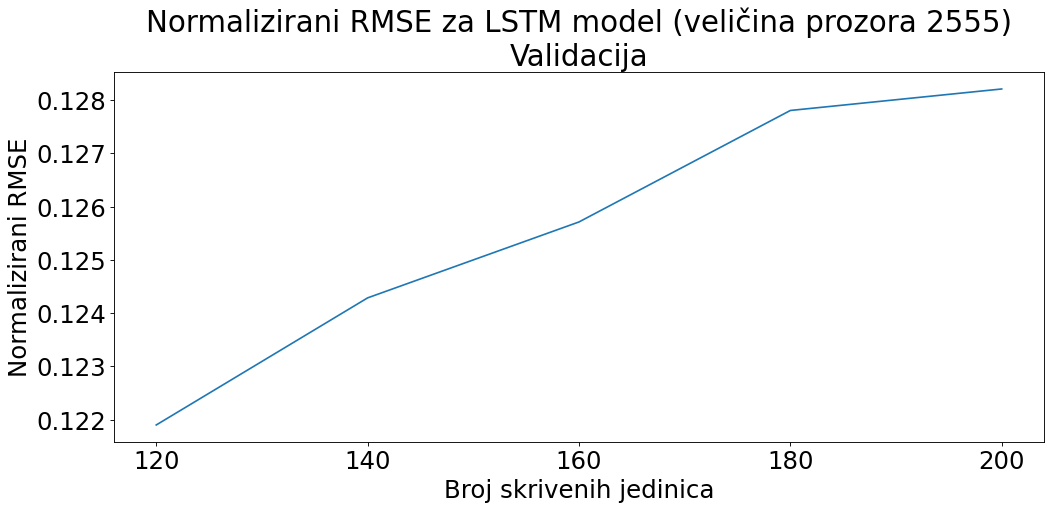 Normalizirani RMSE za LSTM model (veličina prozora 2555)
Validacija
0.128
0.127
0.126
0.125
0.124
0.123
0.122
Normalizirani RMSE
120 140 160 180 200
Broj skrivenih jedinica